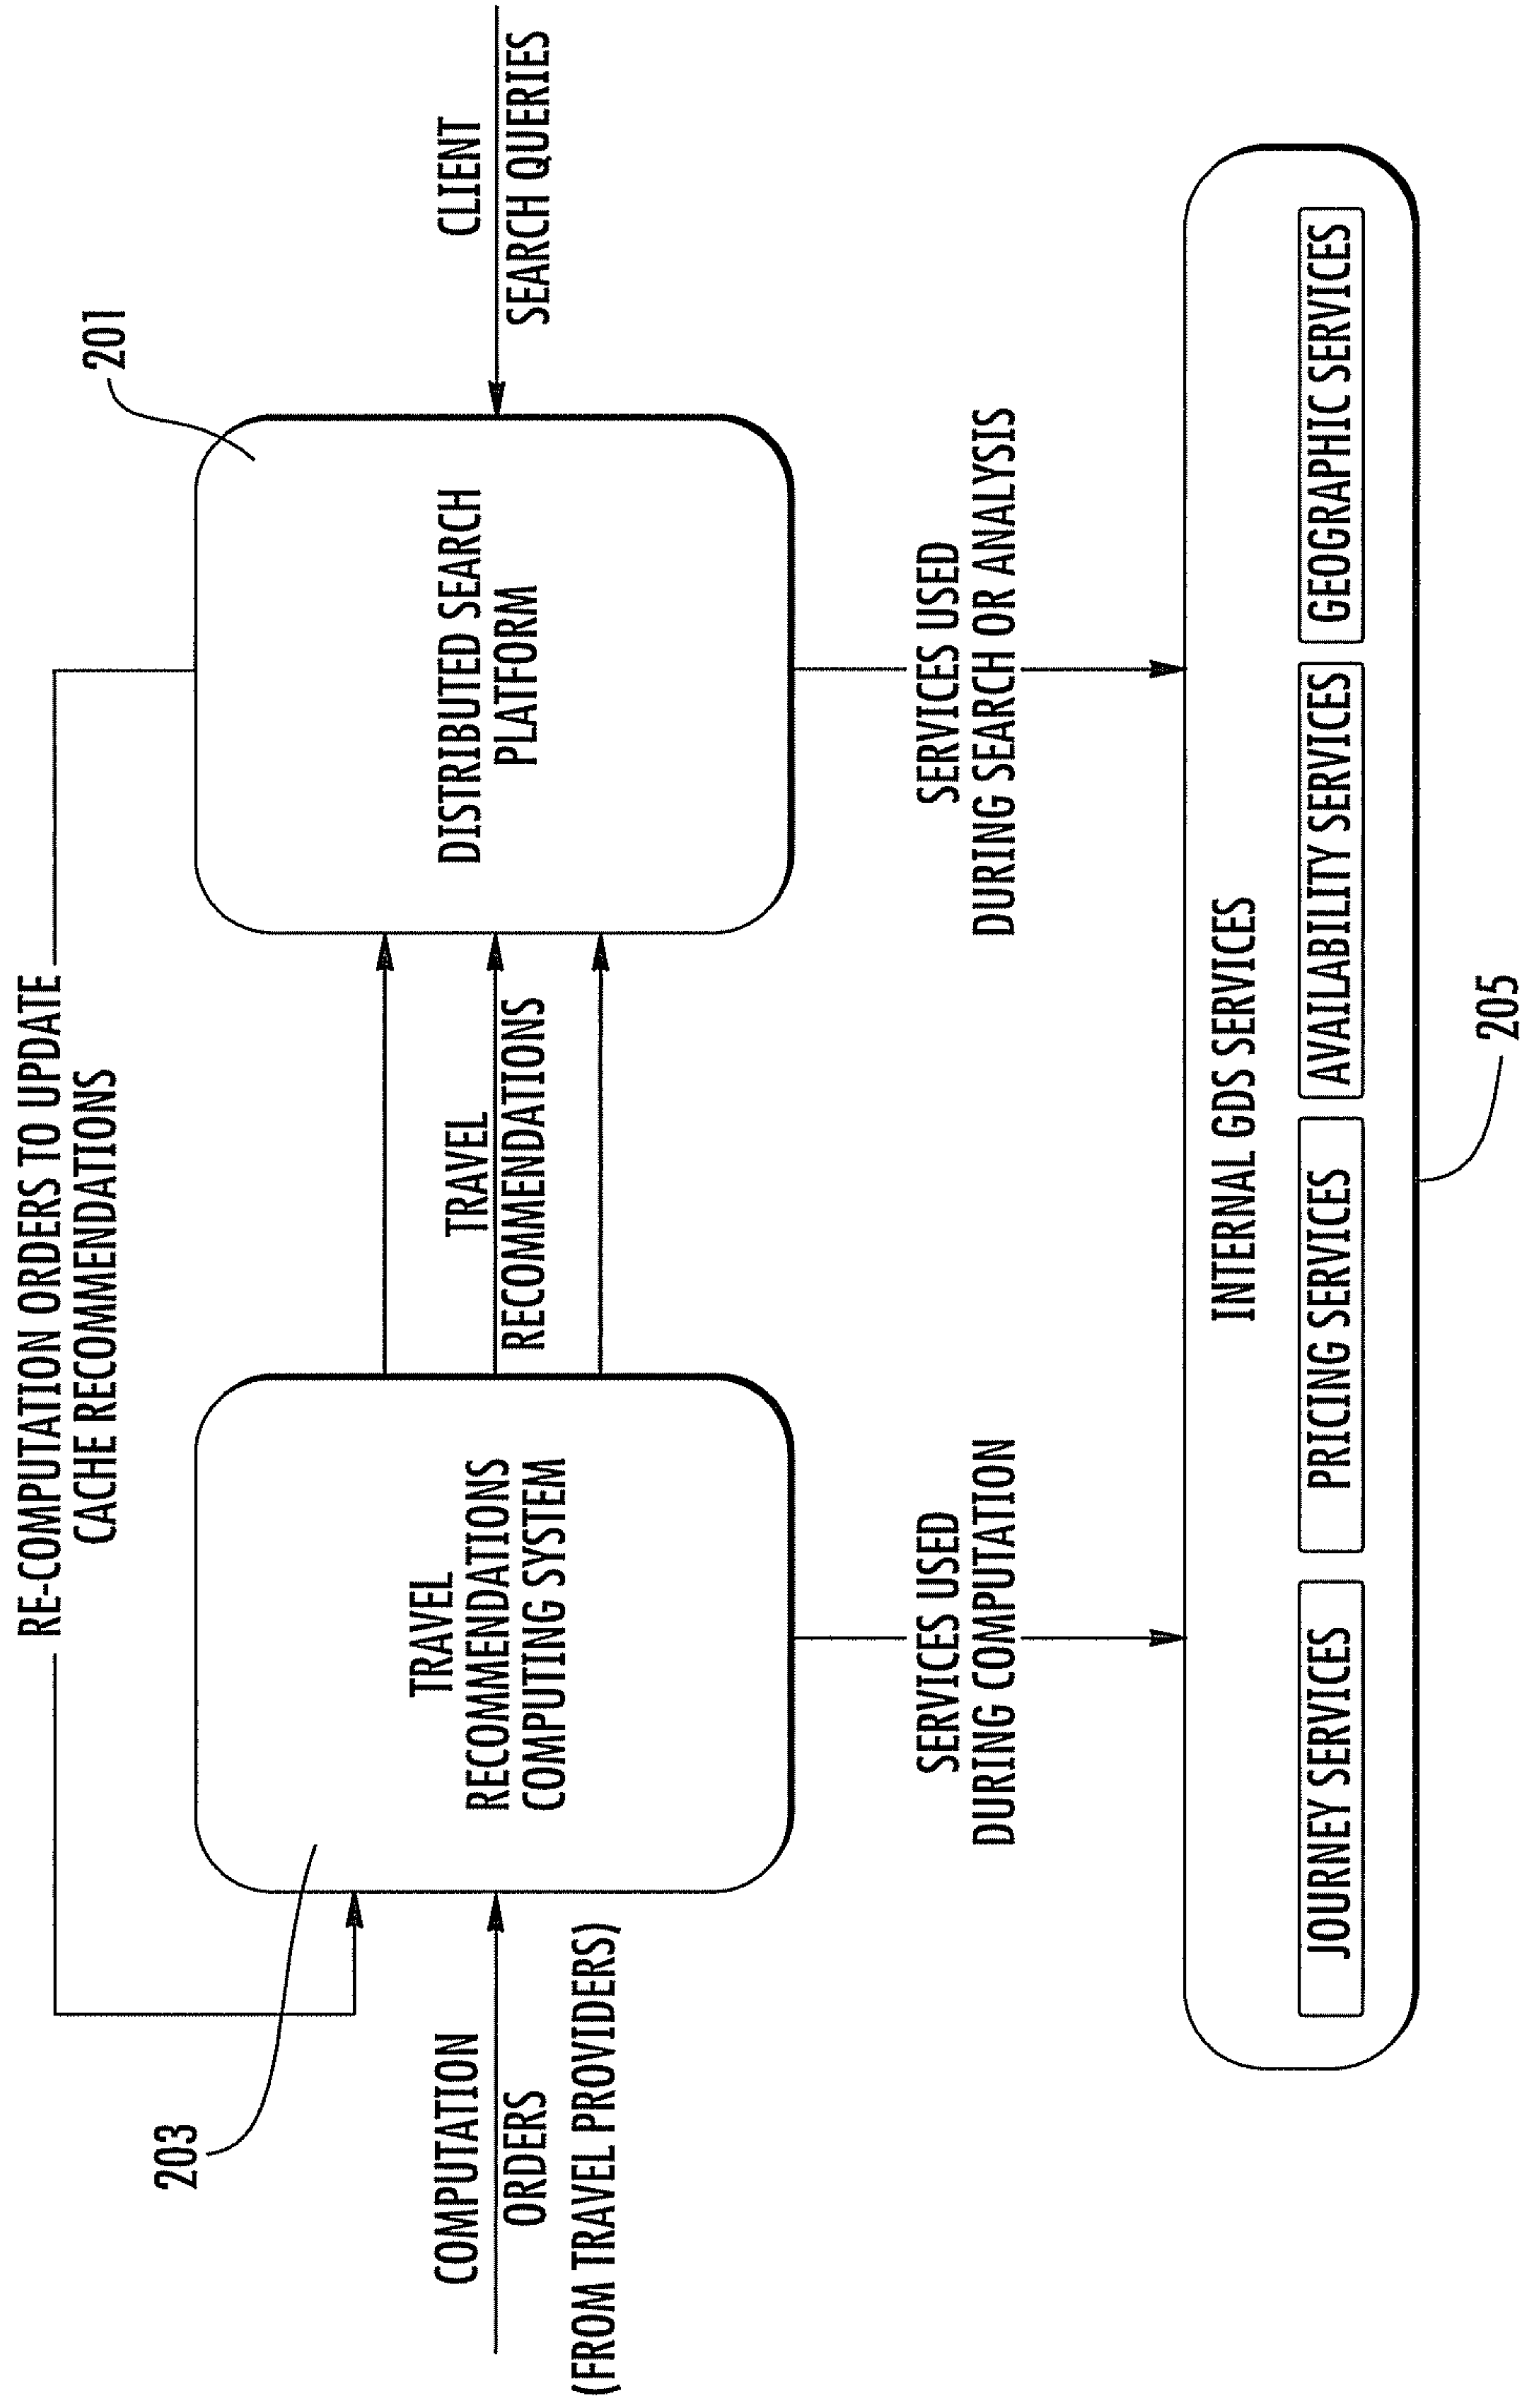 RE-COMPUTATION ORDERS TO UPDATE
CACHE RECOMMENDATIONS
203
201
COMPUTATION
ORDERS
(FROM TRAVEL PROVIDERS)
TRAVEL
RECOMMENDATIONS
COMPUTING SYSTEM
TRAVEL
RECOMMENDATIONS
DISTRIBUTED SEARCH
PLATFORM
CLIENT
SEARCH QUERIES
SERVICES USED
DURING COMPUTATION
SERVICES USED
DURING SEARCH OR ANALYSIS
INTERNAL GDS SERVICES
JOURNEY SERVICES
PRICING SERVICES
AVAILABILITY SERVICES
GEOGRAPHIC SERVICES
205